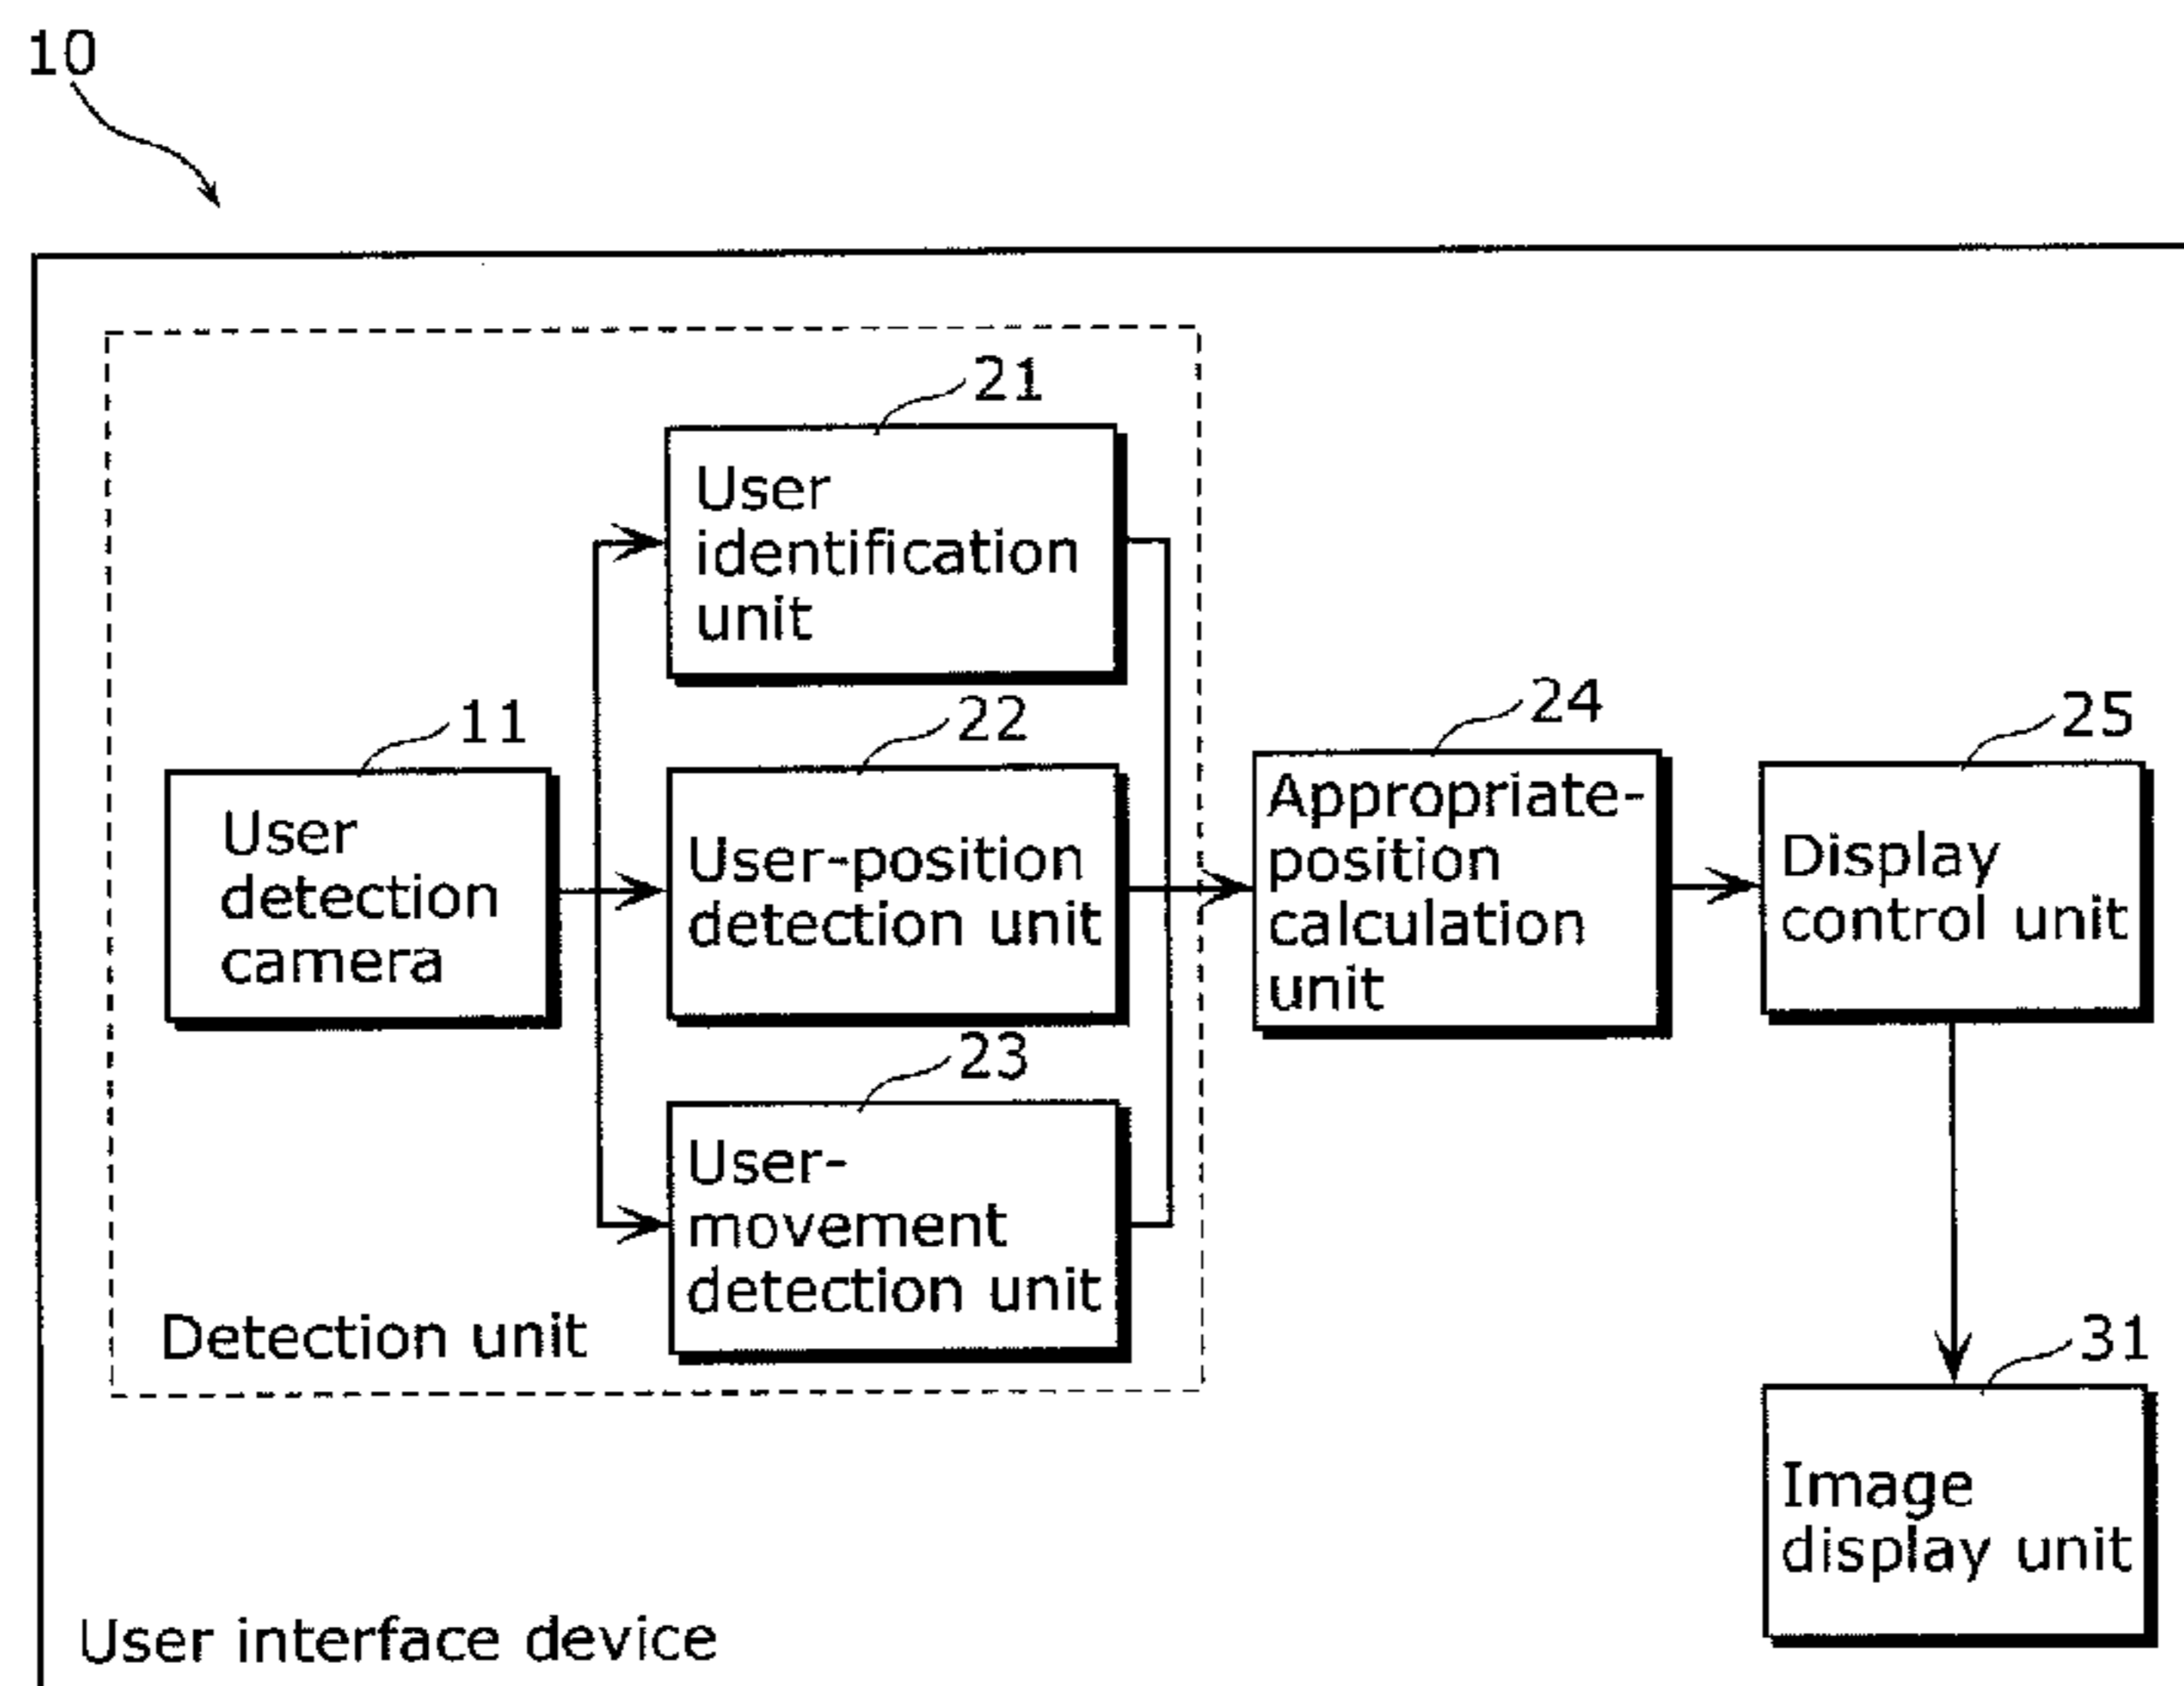 10
21
User
identification
unit
11
User
detection
camera
22
User-position
detection unit
23
User-
movement
detection unit
Detection unit
24
Appropriate-
position
calculation
unit
25
Display
control unit
31
Image
display unit
User interface device